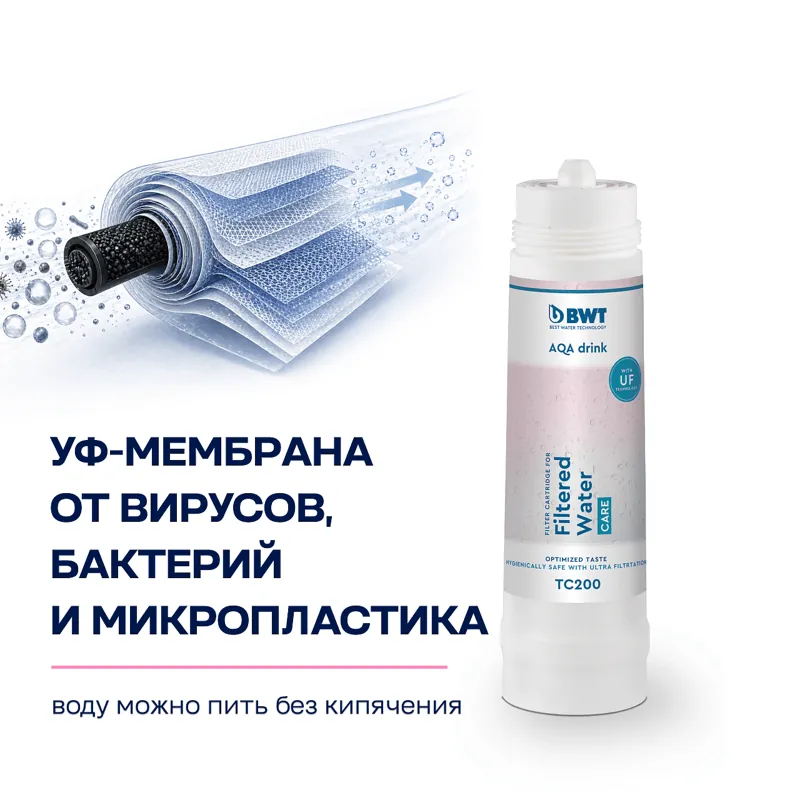 УФ-МЕМБРАНА
ОТ ВИРУСОВ,
БАКТЕРИЙ
И МИКРОПЛАСТИКА
воду можно пить без кипячения
BWT
BEST WATER TECHNOLOGY
AQA drink
WITH
UF
TECHNOLOGY
FILTER CARTRIDGE FOR
Filtered
Water
CARE
OPTIMIZED TASTE
HYGIENICALLY SAFE WITH ULTRA FILTRATION
TC200